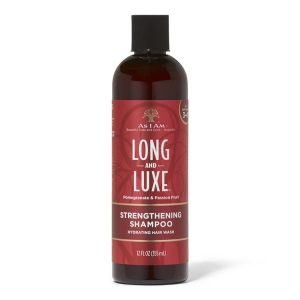 AS I AM
LONG
AND
LUXE
Pomegranate & Passion Fruit
STRENGTHENING
SHAMPOO
HYDRATING HAIR WASH
12 FL OZ (355 mL)